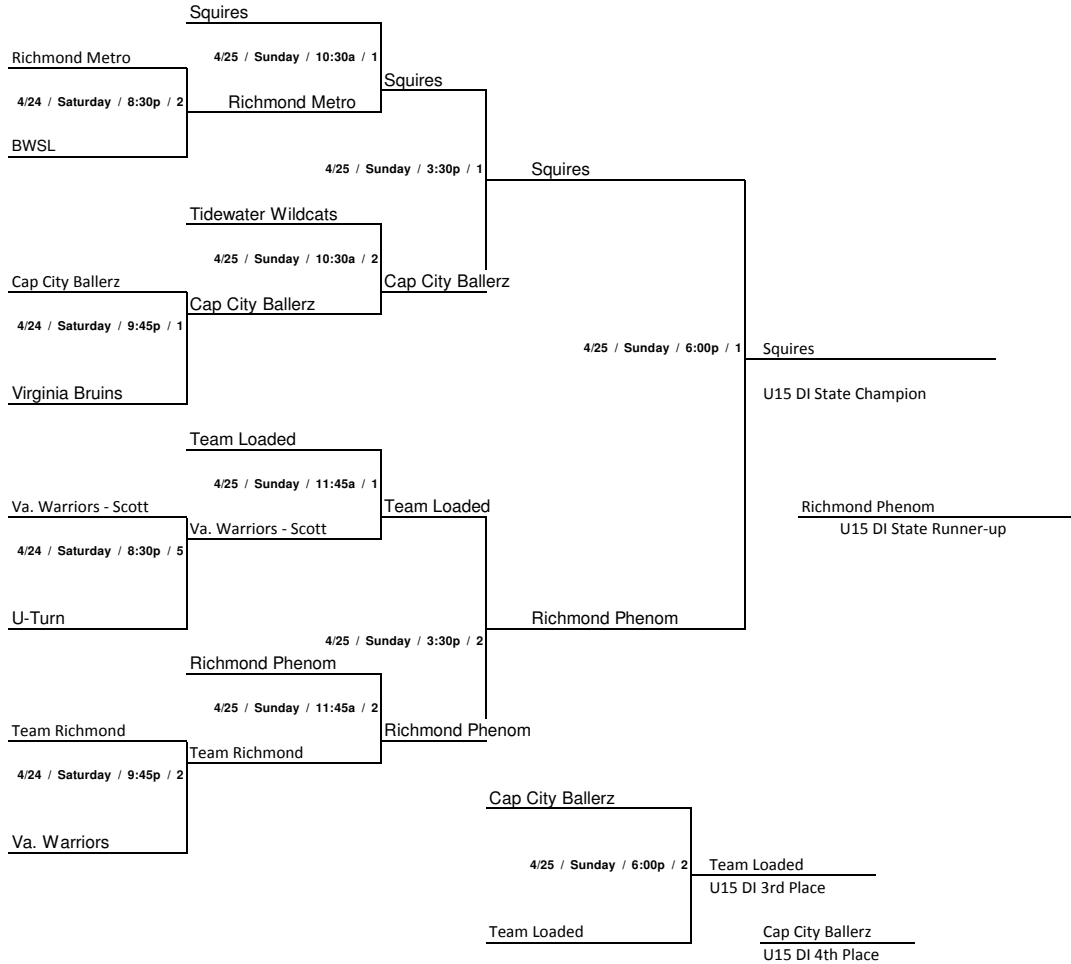 Squires
Richmond Metro
4/25 / Sunday / 10:30a / 1
Squires
4/24 / Saturday / 8:30p / 2
Richmond Metro
BWSL
4/25 / Sunday / 3:30p / 1
Squires
Tidewater Wildcats
4/25 / Sunday / 10:30a / 2
Cap City Ballerz
Cap City Ballerz
Cap City Ballerz
4/24 / Saturday / 9:45p / 1
4/25 / Sunday / 6:00p / 1
Squires
Virginia Bruins
U15 DI State Champion
Team Loaded
4/25 / Sunday / 11:45a / 1
Va. Warriors - Scott
Team Loaded
Richmond Phenom
Va. Warriors - Scott
U15 DI State Runner-up
4/24 / Saturday / 8:30p / 5
U-Turn
Richmond Phenom
4/25 / Sunday / 3:30p / 2
Richmond Phenom
4/25 / Sunday / 11:45a / 2
Team Richmond
Richmond Phenom
Team Richmond
4/24 / Saturday / 9:45p / 2
Cap City Ballerz
Va. Warriors
4/25 / Sunday / 6:00p / 2
Team Loaded
U15 DI 3rd Place
Team Loaded
Cap City Ballerz
U15 DI 4th Place